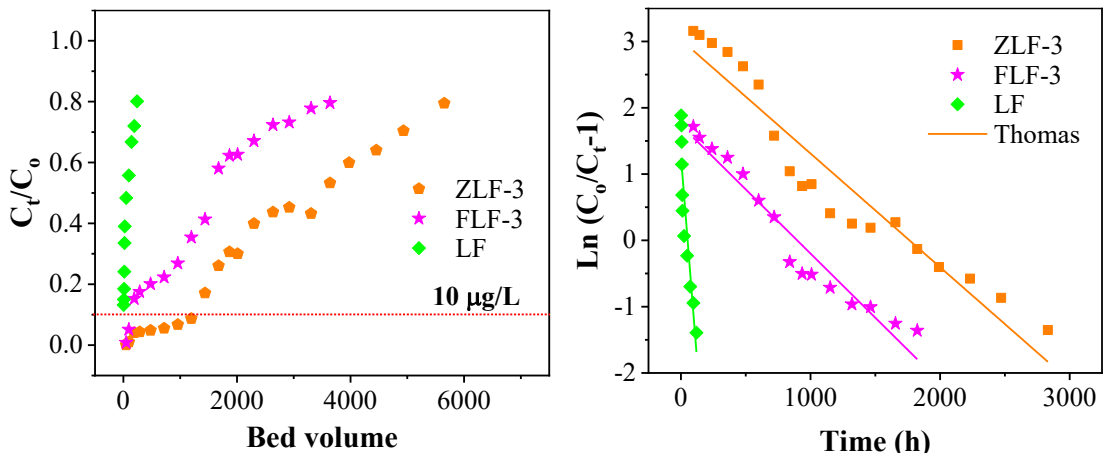 1.0
0.8
0.6
0.4
0.2
0.0
C_t/C_o
ZLF-3
FLF-3
LF
10 μg/L
0 2000 4000 6000
Bed volume
3
2
1
0
-1
-2
Ln (C_o/C_t-1)
ZLF-3
FLF-3
LF
Thomas
0 1000 2000 3000
Time (h)